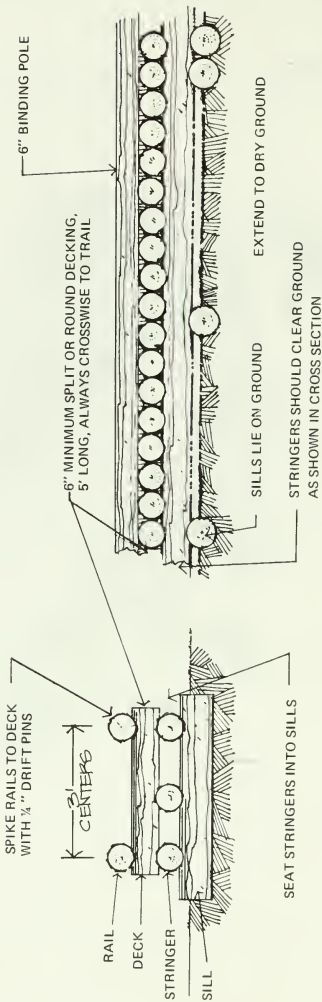 SPIKE RAILS TO DECK
WITH ¼" DRIFT PINS
3'
CENTERS
RAIL
DECK
STRINGER
SILL
SEAT STRINGERS INTO SILLS
6" BINDING POLE
6" MINIMUM SPLIT OR ROUND DECKING,
5' LONG, ALWAYS CROSSWISE TO TRAIL
SILLS LIE ON GROUND
EXTEND TO DRY GROUND
STRINGERS SHOULD CLEAR GROUND
AS SHOWN IN CROSS SECTION